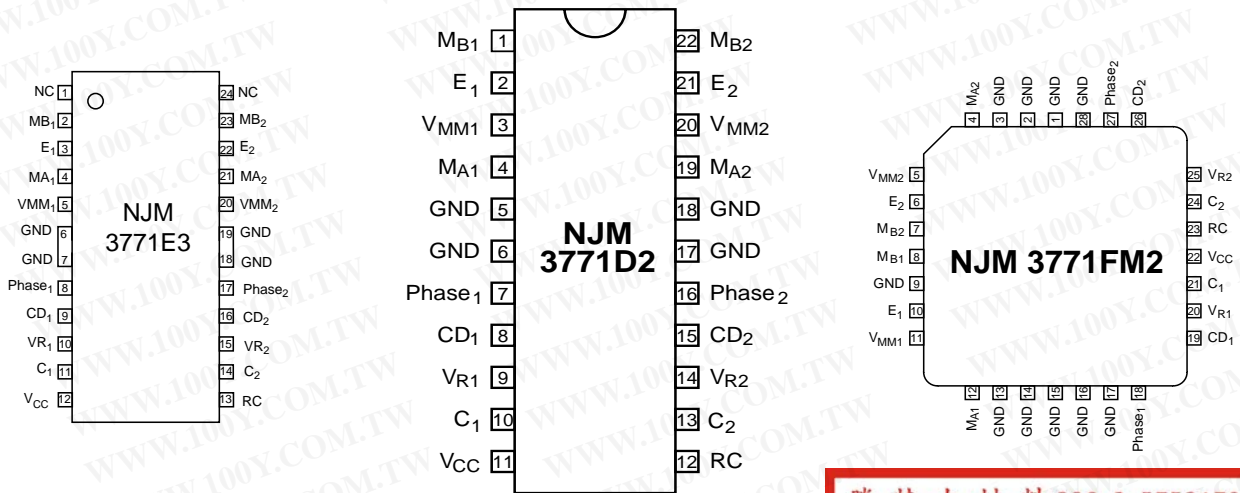 NC 1
MB1 2
E1 3
MA1 4
VMM1 5
GND 6
GND 7
Phase1 8
CD1 9
VR1 10
C1 11
VCC 12
NJM
3771E3
24 NC
23 MB2
22 E2
21 MA2
20 VMM2
19 GND
18 GND
17 Phase2
16 CD2
15 VR2
14 C2
13 RC
MB1 1
E1 2
VMM1 3
MA1 4
GND 5
GND 6
Phase1 7
CD1 8
VR1 9
C1 10
VCC 11
NJM
3771D2
22 MB2
21 E2
20 VMM2
19 MA2
18 GND
17 GND
16 Phase2
15 CD2
14 VR2
13 C2
12 RC
MA2 4
GND 3
GND 2
GND 1
GND 28
Phase2 27
CD2 26
VMM2 5
E2 6
MB2 7
MB1 8
GND 9
E1 10
VMM1 11
NJM 3771FM2
25 VR2
24 C2
23 RC
22 VCC
21 C1
20 VR1
19 CD1
MA1 12
GND 13
GND 14
GND 15
GND 16
GND 17
Phase1 18
WWW.100Y.COM.TW